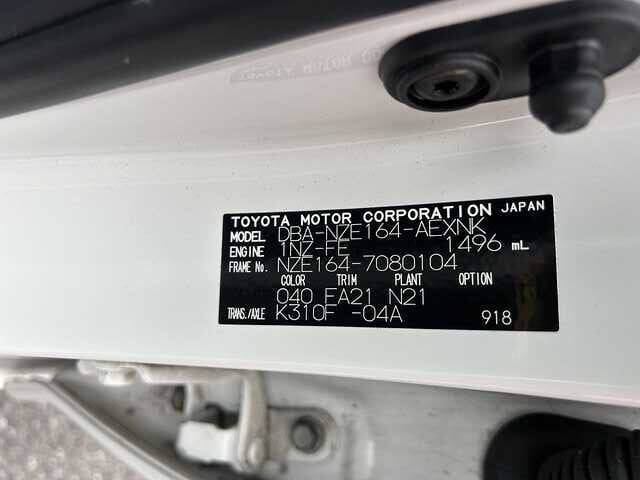 TOYOTA MOTOR CORPORATION JAPAN
MODEL DBA-NZE164-AEXNK
ENGINE 1NZ-FE 1496 mL
FRAME No. NZE164-7080104
COLOR TRIM PLANT OPTION
040 FA21 N21
TRANS./AXLE K310F -04A 918